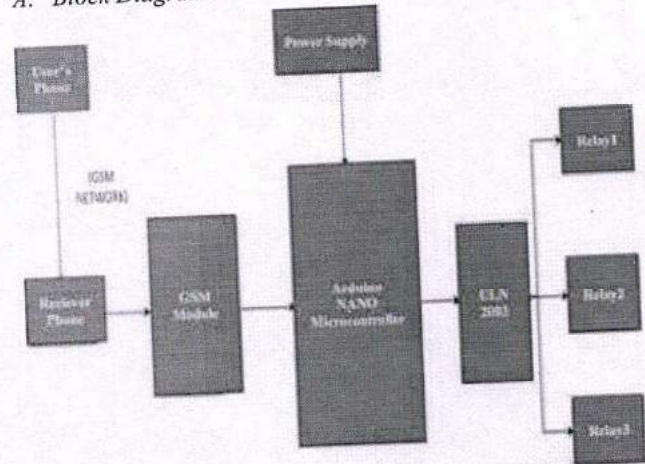 A. Block Diagram
Power Supply
User's
Phone
(GSM
NETWORK)
Relay1
GSM
Module
Arduino
NANO
Microcontroller
ULN
2003
Relay2
Reciever
Phone
Relay3